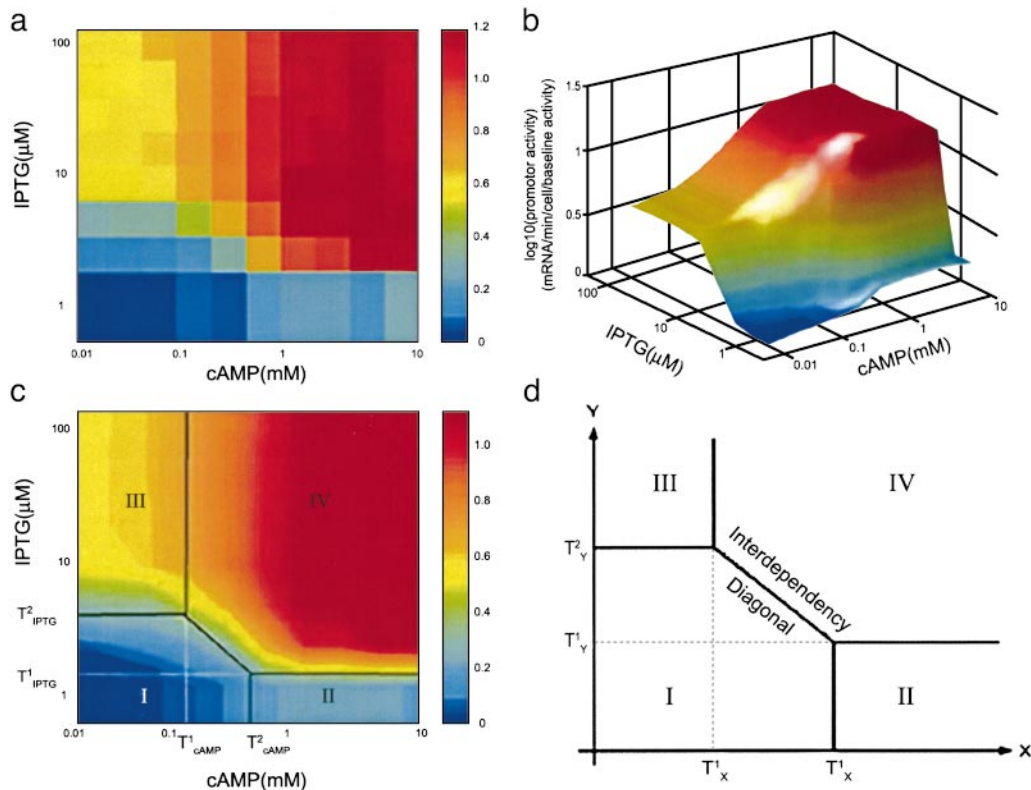 a
IPTG(μM)
100
10
1
0.01
0.1
1
10
cAMP(mM)
1.2
1.0
0.8
0.6
0.4
0.2
0
b
log10(promotor activity)
(mRNA/min/cell/baseline activity)
1.5
1
0.5
0
100
10
1
IPTG(μM)
0.01
0.1
1
10
cAMP(mM)
c
IPTG(μM)
100
10
T²IPTG
T¹IPTG
1
III
IV
I
II
0.01
0.1
1
10
T¹cAMP
T²cAMP
cAMP(mM)
1.0
0.8
0.6
0.4
0.2
0
d
Y
III
IV
T²Y
Interdependency
Diagonal
T¹Y
I
II
X
T¹X
T¹X